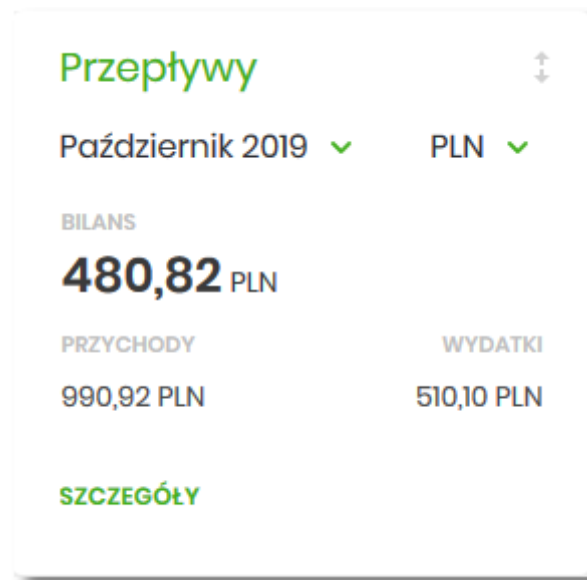 Przepływy
Październik 2019 PLN
BILANS
480,82 PLN
PRZYCHODY WYDATKI
990,92 PLN 510,10 PLN
SZCZEGÓŁY